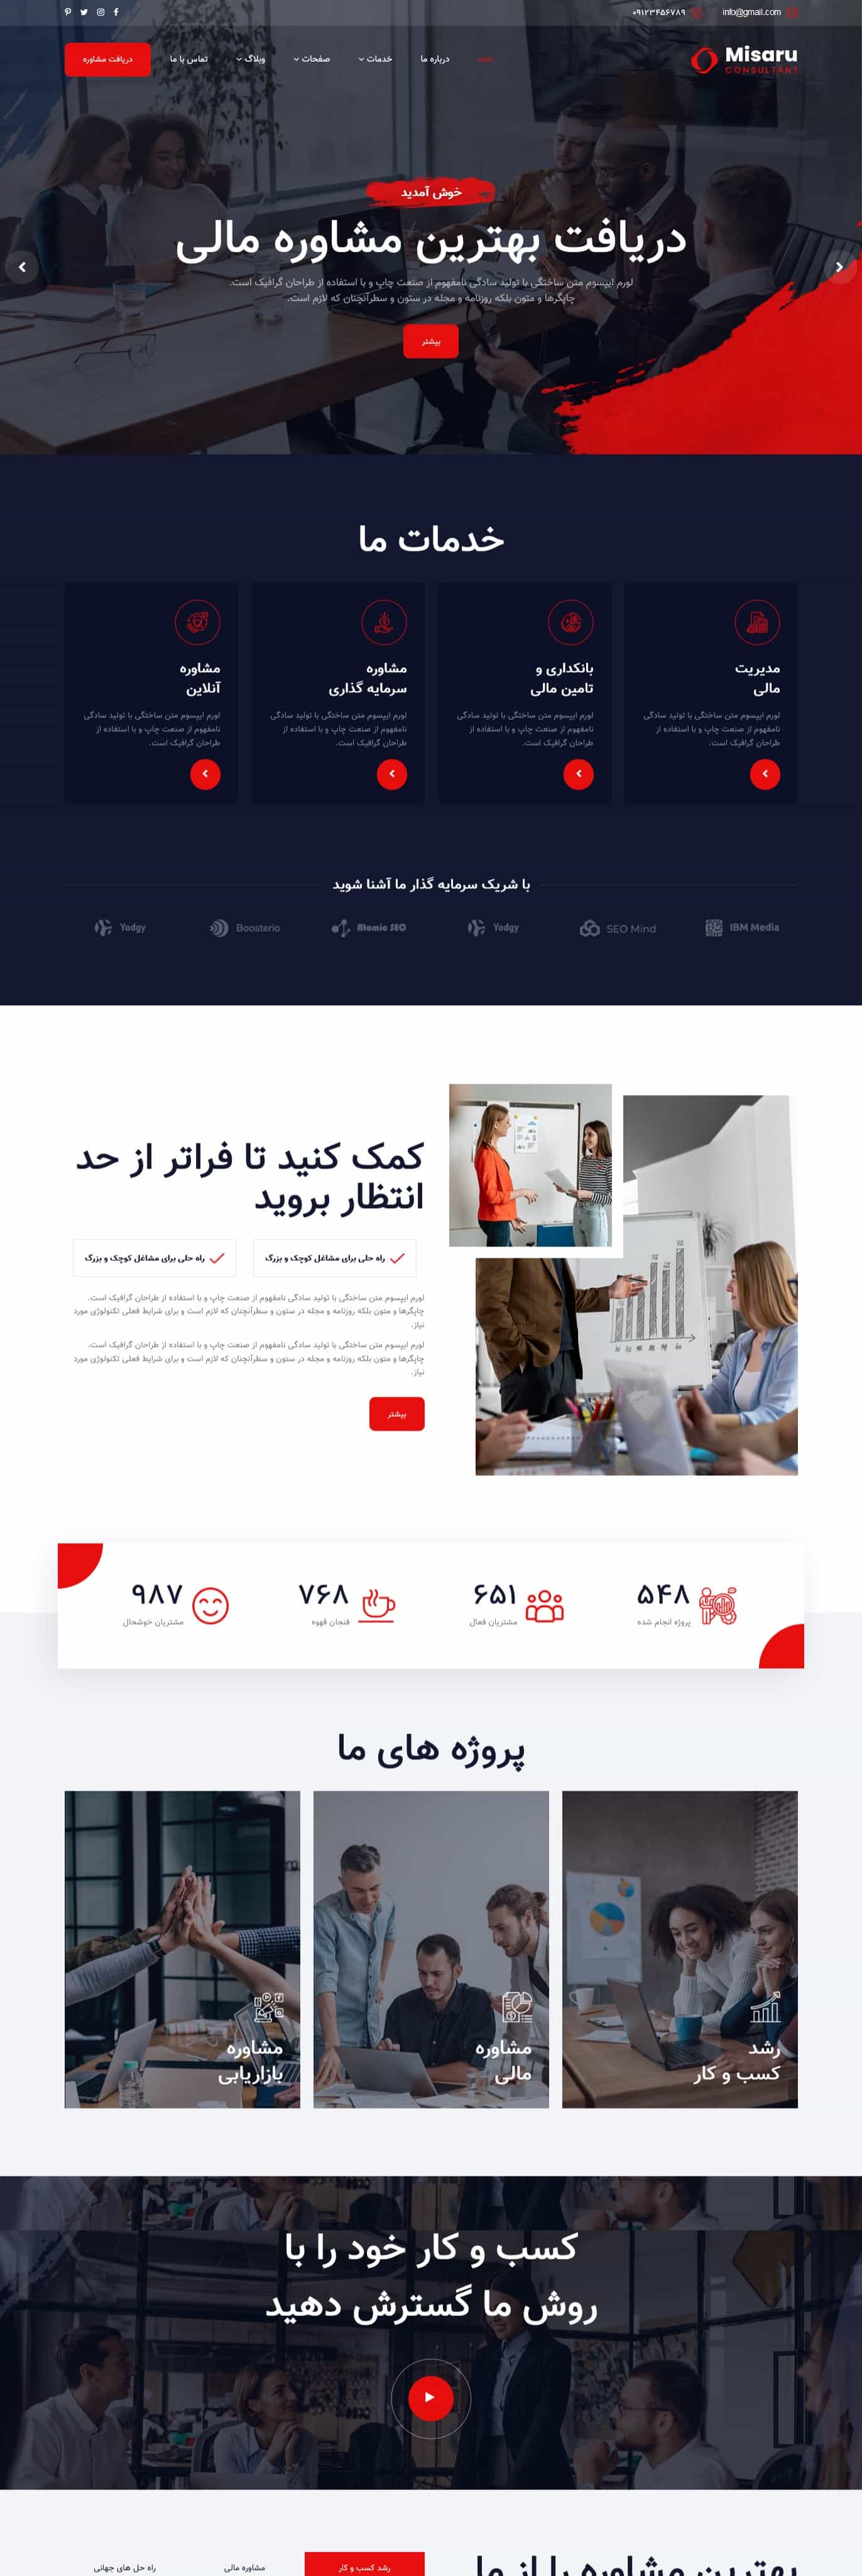 info@gmail.com
۰۹۱۲۳۴۵۶۷۸۹
Misaru
CONSULTANT
خانه
درباره ما
خدمات
صفحات
وبلاگ
تماس با ما
دریافت مشاوره
خوش آمدید
دریافت بهترین مشاوره مالی
لورم ایپسوم متن ساختگی با تولید سادگی نامفهوم از صنعت چاپ و با استفاده از طراحان گرافیک است.
چاپگرها و متون بلکه روزنامه و مجله در ستون و سطرآنچنان که لازم است.
بیشتر
خدمات ما
مدیریت
مالی
لورم ایپسوم متن ساختگی با تولید سادگی
نامفهوم از صنعت چاپ و با استفاده از
طراحان گرافیک است.
بانکداری و
تامین مالی
لورم ایپسوم متن ساختگی با تولید سادگی
نامفهوم از صنعت چاپ و با استفاده از
طراحان گرافیک است.
مشاوره
سرمایه گذاری
لورم ایپسوم متن ساختگی با تولید سادگی
نامفهوم از صنعت چاپ و با استفاده از
طراحان گرافیک است.
مشاوره
آنلاین
لورم ایپسوم متن ساختگی با تولید سادگی
نامفهوم از صنعت چاپ و با استفاده از
طراحان گرافیک است.
با شریک سرمایه گذار ما آشنا شوید
IBM Media
SEO Mind
Yodgy
Atomic SEO
Boosterio
Yodgy
کمک کنید تا فراتر از حد
انتظار بروید
راه حلی برای مشاغل کوچک و بزرگ
راه حلی برای مشاغل کوچک و بزرگ
لورم ایپسوم متن ساختگی با تولید سادگی نامفهوم از صنعت چاپ و با استفاده از طراحان گرافیک است.
چاپگرها و متون بلکه روزنامه و مجله در ستون و سطرآنچنان که لازم است و برای شرایط فعلی تکنولوژی مورد
نیاز.
لورم ایپسوم متن ساختگی با تولید سادگی نامفهوم از صنعت چاپ و با استفاده از طراحان گرافیک است.
چاپگرها و متون بلکه روزنامه و مجله در ستون و سطرآنچنان که لازم است و برای شرایط فعلی تکنولوژی مورد
نیاز.
بیشتر
۵۴۸
پروژه انجام شده
۶۵۱
مشتریان فعال
۷۶۸
فنجان قهوه
۹۸۷
مشتریان خوشحال
پروژه های ما
رشد
کسب و کار
مشاوره
مالی
مشاوره
بازاریابی
کسب و کار خود را با
روش ما گسترش دهید
بهترین مشاوره را از ما
رشد کسب و کار
مشاوره مالی
راه حل های جهانی